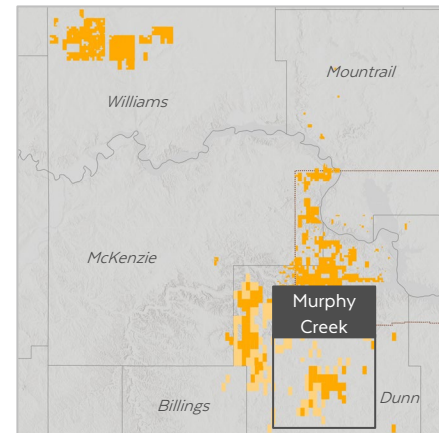 Mountrail
Williams
McKenzie
Murphy
Creek
Billings
Dunn